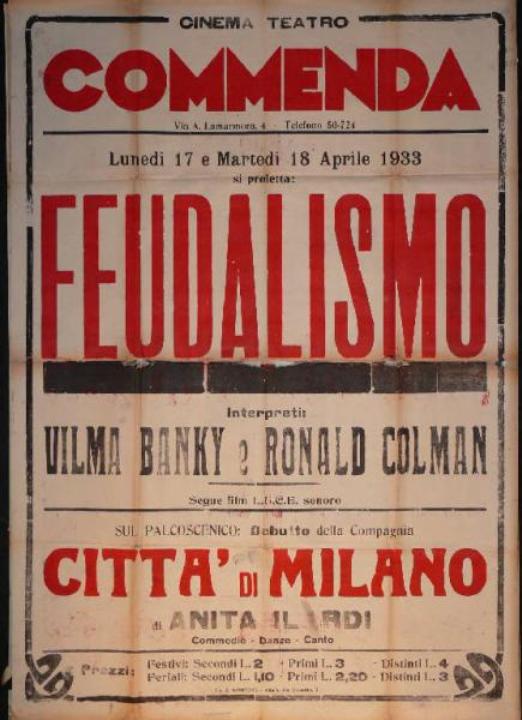 CINEMA TEATRO
COMMENDA
Via A. Lamarmora, 4 - Telefono 50-724
Lunedì 17 e Martedì 18 Aprile 1933
si proietta:
FEUDALISMO
Interpreti:
VILMA BANKY e RONALD COLMAN
Segue film L.U.C.E. sonoro
SUL PALCOSCENICO: Debutto della Compagnia
CITTA' DI MILANO
di ANITA ILARDI
Commedie - Danze - Canto
Prezzi:
Festivi: Secondi L. 2 - Primi L. 3 - Distinti L. 4
Feriali: Secondi L. 1,10 - Primi L. 2,20 - Distinti L. 3